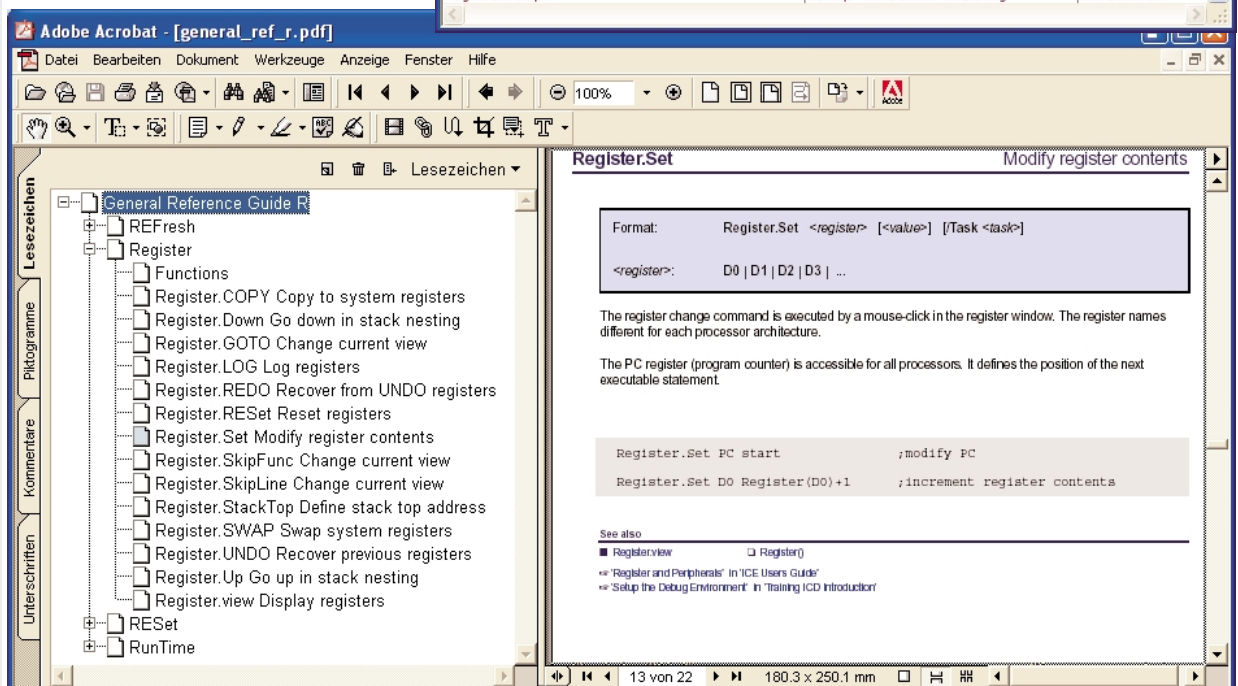 Adobe Acrobat - [general_ref_r.pdf]
Datei Bearbeiten Dokument Werkzeuge Anzeige Fenster Hilfe
100%
Adobe
Lesezeichen
Lesezeichen
Piktogramme
Kommentare
Unterschriften
General Reference Guide R
REFresh
Register
Functions
Register.COPY Copy to system registers
Register.Down Go down in stack nesting
Register.GOTO Change current view
Register.LOG Log registers
Register.REDO Recover from UNDO registers
Register.RESet Reset registers
Register.Set Modify register contents
Register.SkipFunc Change current view
Register.SkipLine Change current view
Register.StackTop Define stack top address
Register.SWAP Swap system registers
Register.UNDO Recover previous registers
Register.Up Go up in stack nesting
Register.view Display registers
RESet
RunTime
Register.Set Modify register contents
Format: Register.Set <register> [<value>] [/Task <task>]
<register>: D0 | D1 | D2 | D3 | ...
The register change command is executed by a mouse-click in the register window. The register names
different for each processor architecture.
The PC register (program counter) is accessible for all processors. It defines the position of the next
executable statement.
Register.Set PC start ;modify PC
Register.Set D0 Register(D0)+1 ;increment register contents
See also
■ Register.view ❏ Register()
☞ 'Register and Peripherals' in 'ICE Users Guide'
☞ 'Setup the Debug Environment' in 'Training ICD Introduction'
13 von 22 180.3 x 250.1 mm